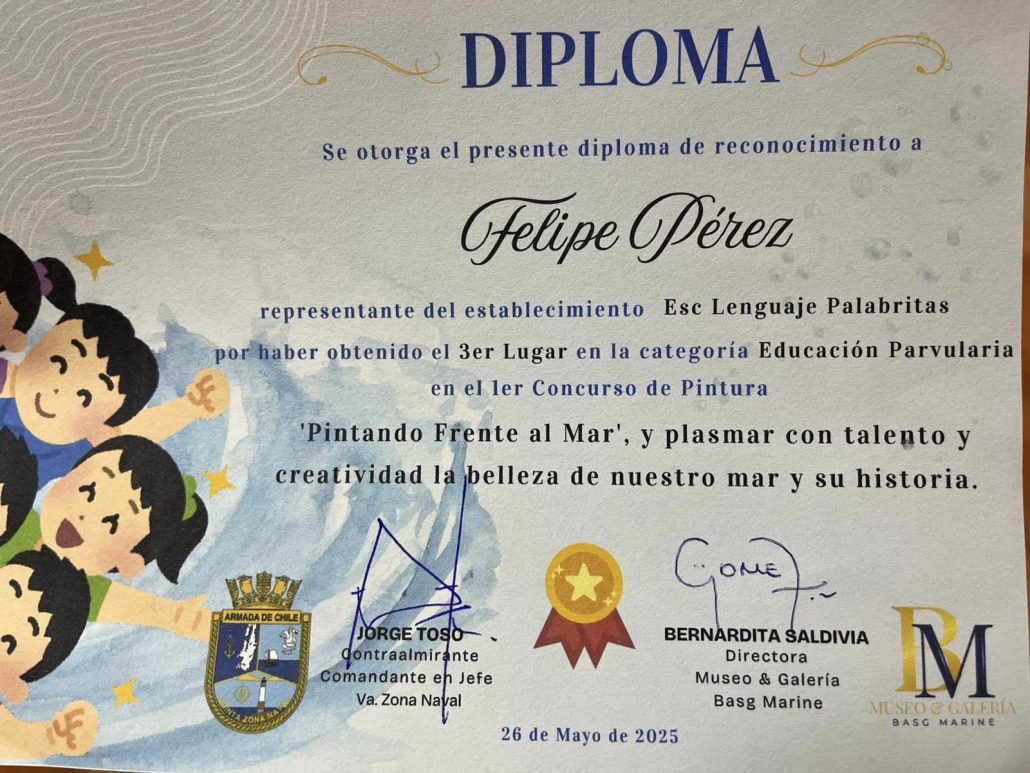 DIPLOMA
Se otorga el presente diploma de reconocimiento a
Felipe Pérez
representante del establecimiento Esc Lenguaje Palabritas
por haber obtenido el 3er Lugar en la categoría Educación Parvularia
en el 1er Concurso de Pintura
'Pintando Frente al Mar', y plasmar con talento y
creatividad la belleza de nuestro mar y su historia.
ARMADA DE CHILE
JORGE TOSO
Contraalmirante
Comandante en Jefe
Va. Zona Naval
GOMEZ
BERNARDITA SALDIVIA
Directora
Museo & Galería
Basg Marine
BM
MUSEO & GALERÍA
BASG MARINE
26 de Mayo de 2025